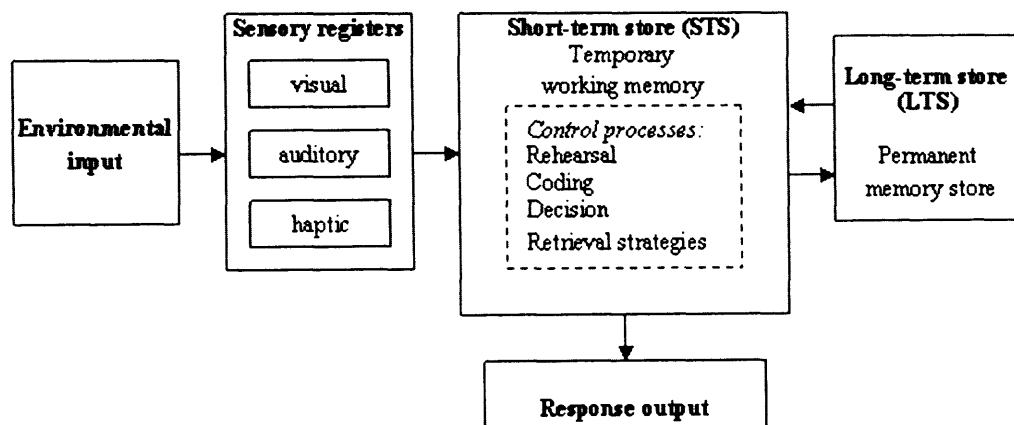 Environmental
input
Sensory registers
visual
auditory
haptic
Short-term store (STS)
Temporary
working memory
Control processes:
Rehearsal
Coding
Decision
Retrieval strategies
Long-term store
(LTS)
Permanent
memory store
Response output